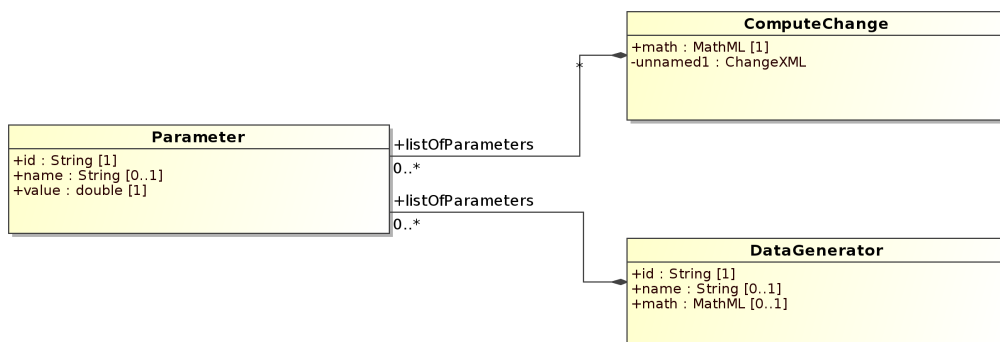 ComputeChange
+math : MathML [1]
-unnamed1 : ChangeXML
*
Parameter
+id : String [1]
+name : String [0..1]
+value : double [1]
+listOfParameters
0..*
+listOfParameters
0..*
DataGenerator
+id : String [1]
+name : String [0..1]
+math : MathML [0..1]